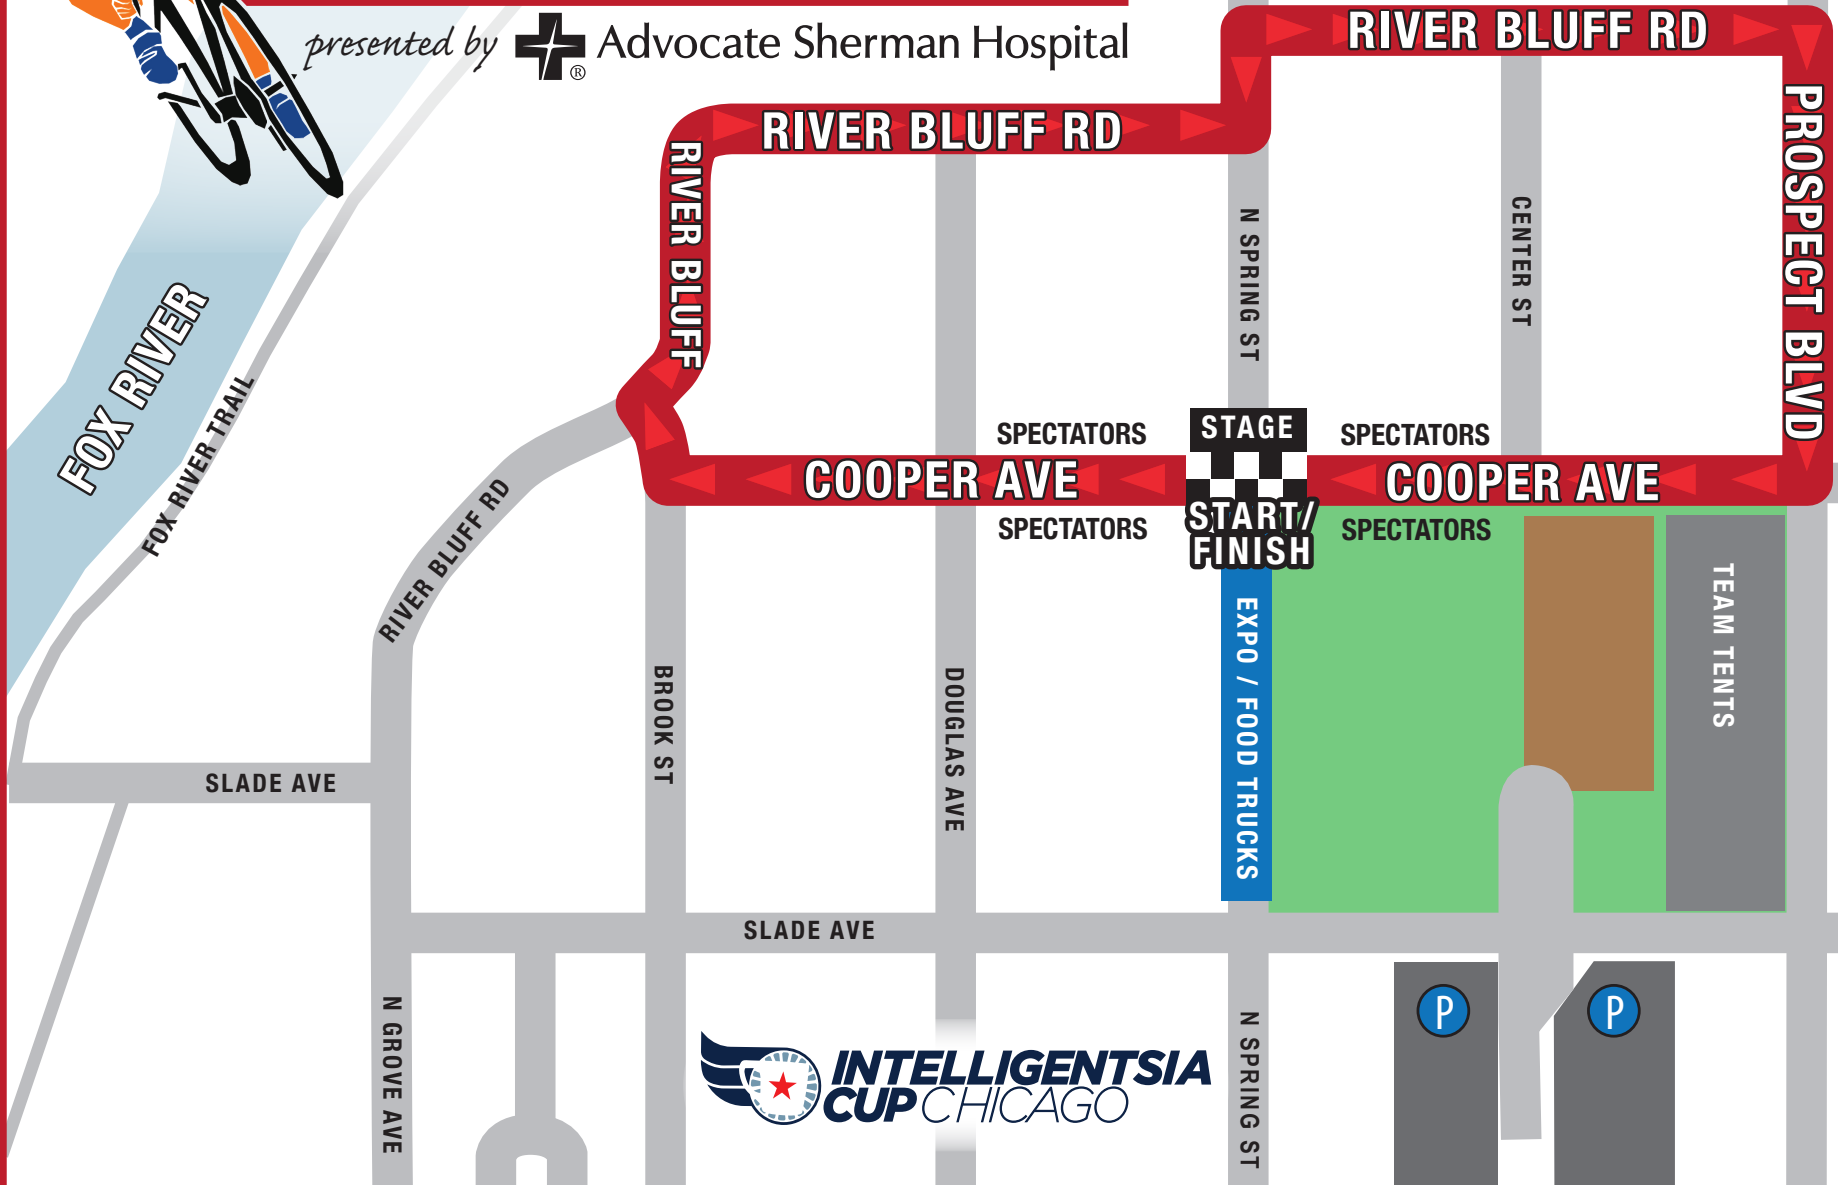 presented by Advocate Sherman Hospital
®
RIVER BLUFF RD
RIVER BLUFF RD
RIVER BLUFF
PROSPECT BLVD
N SPRING ST
CENTER ST
FOX RIVER
FOX RIVER TRAIL
SPECTATORS
STAGE
SPECTATORS
COOPER AVE
COOPER AVE
SPECTATORS
START/
FINISH
SPECTATORS
RIVER BLUFF RD
EXPO / FOOD TRUCKS
TEAM TENTS
BROOK ST
DOUGLAS AVE
SLADE AVE
SLADE AVE
N GROVE AVE
N SPRING ST
P
P
INTELLIGENTSIA
CUP CHICAGO